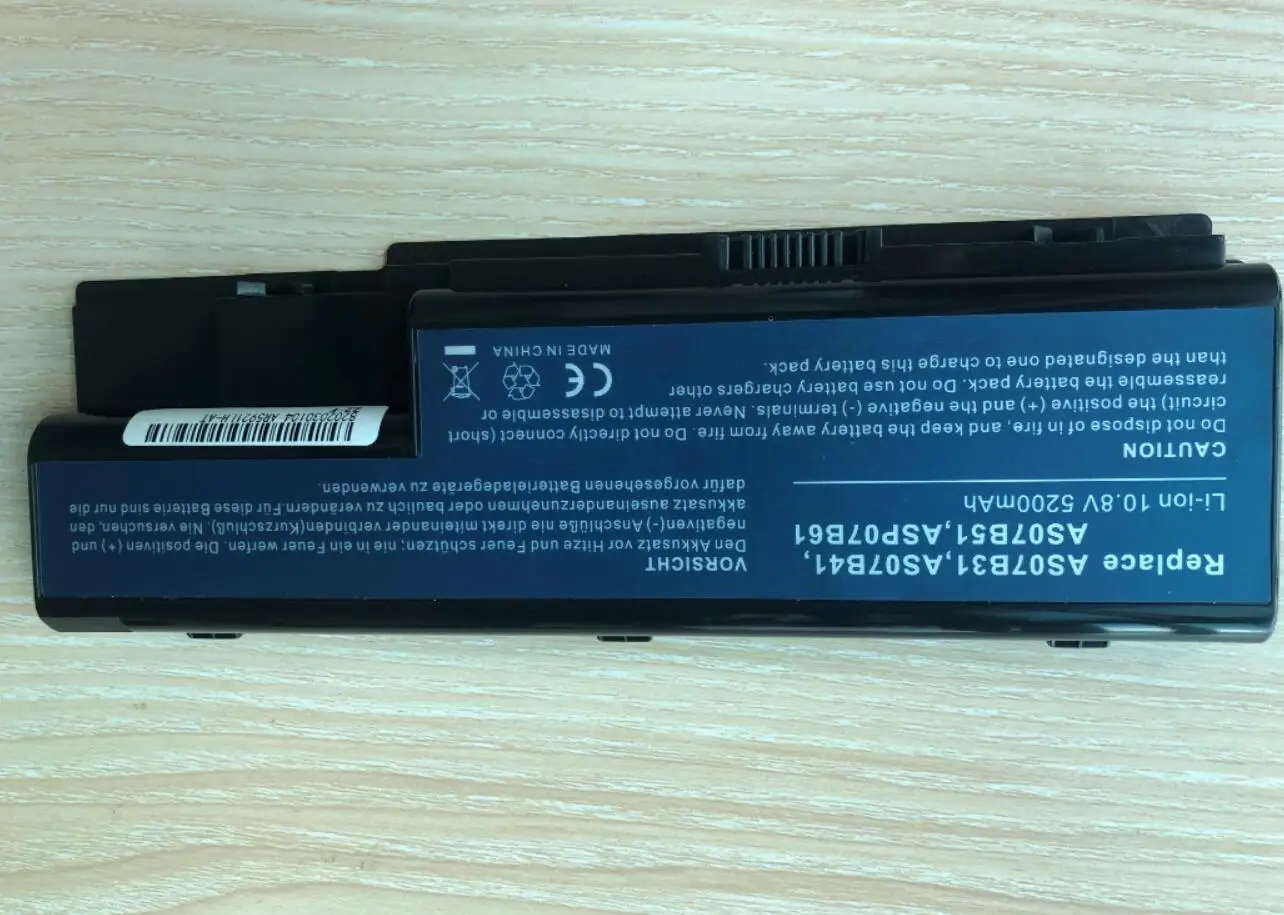 Replace AS07B31,AS07B41,
AS07B51,ASP07B61
Li-ion 10.8V 5200mAh
CAUTION
Do not dispose of in fire, and keep the battery away from fire. Do not directly connect (short
circuit) the positive (+) and the negative (-) terminals. Never attempt to disassemble or
reassemble the battery pack. Do not use battery chargers other
than the designated one to charge this battery pack.
MADE IN CHINA
VORSICHT
Den Akkusatz vor Hitze und Feuer schützen; nie in ein Feuer werfen. Die positiven (+) und
negativen(-) Anschlüße nie direkt miteinander verbinden(Kurzschluß). Nie versuchen, den
akkusatz auseinanderzunehmen oder baulich zu verändern.Für diese Batterie sind nur die
dafür vorgesehenen Batterieladegeräte zu verwenden.